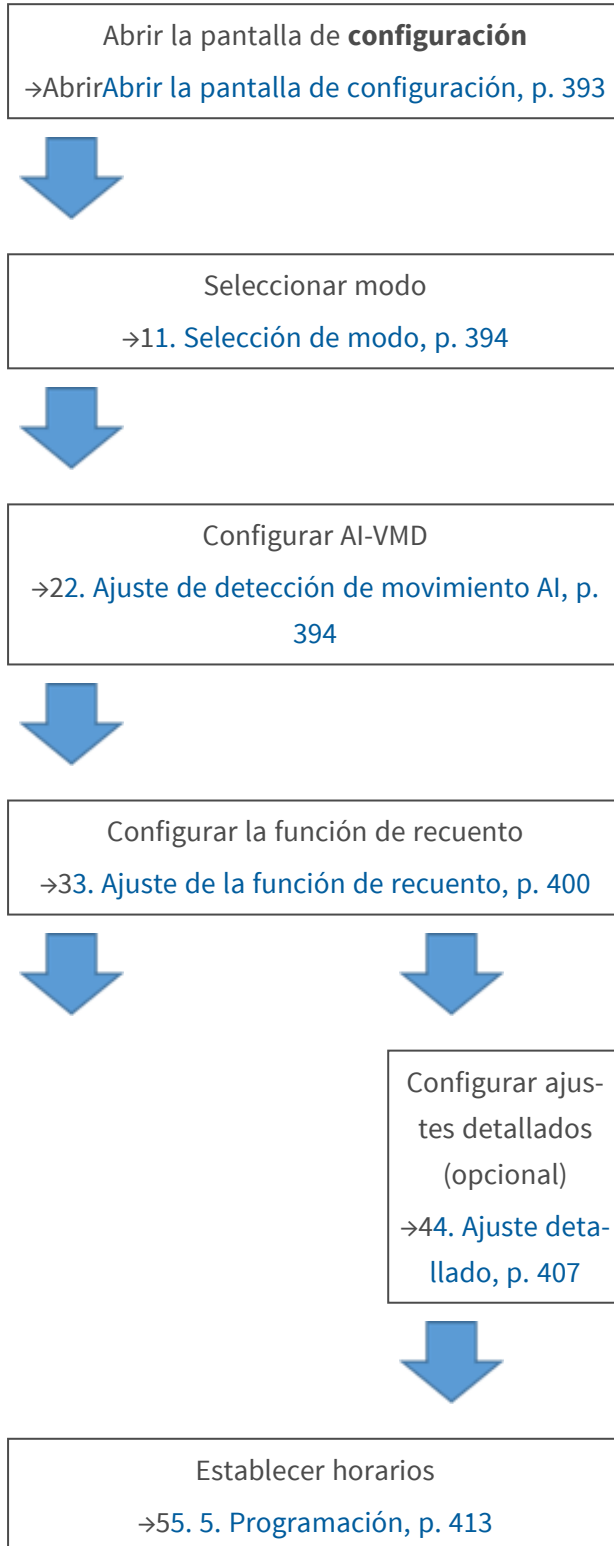 Abrir la pantalla de configuración
→AbrirAbrir la pantalla de configuración, p. 393
Seleccionar modo
→11. Selección de modo, p. 394
Configurar AI-VMD
→22. Ajuste de detección de movimiento AI, p.
394
Configurar la función de recuento
→33. Ajuste de la función de recuento, p. 400
Configurar ajus-
tes detallados
(opcional)
→44. Ajuste deta-
llado, p. 407
Establecer horarios
→55. 5. Programación, p. 413